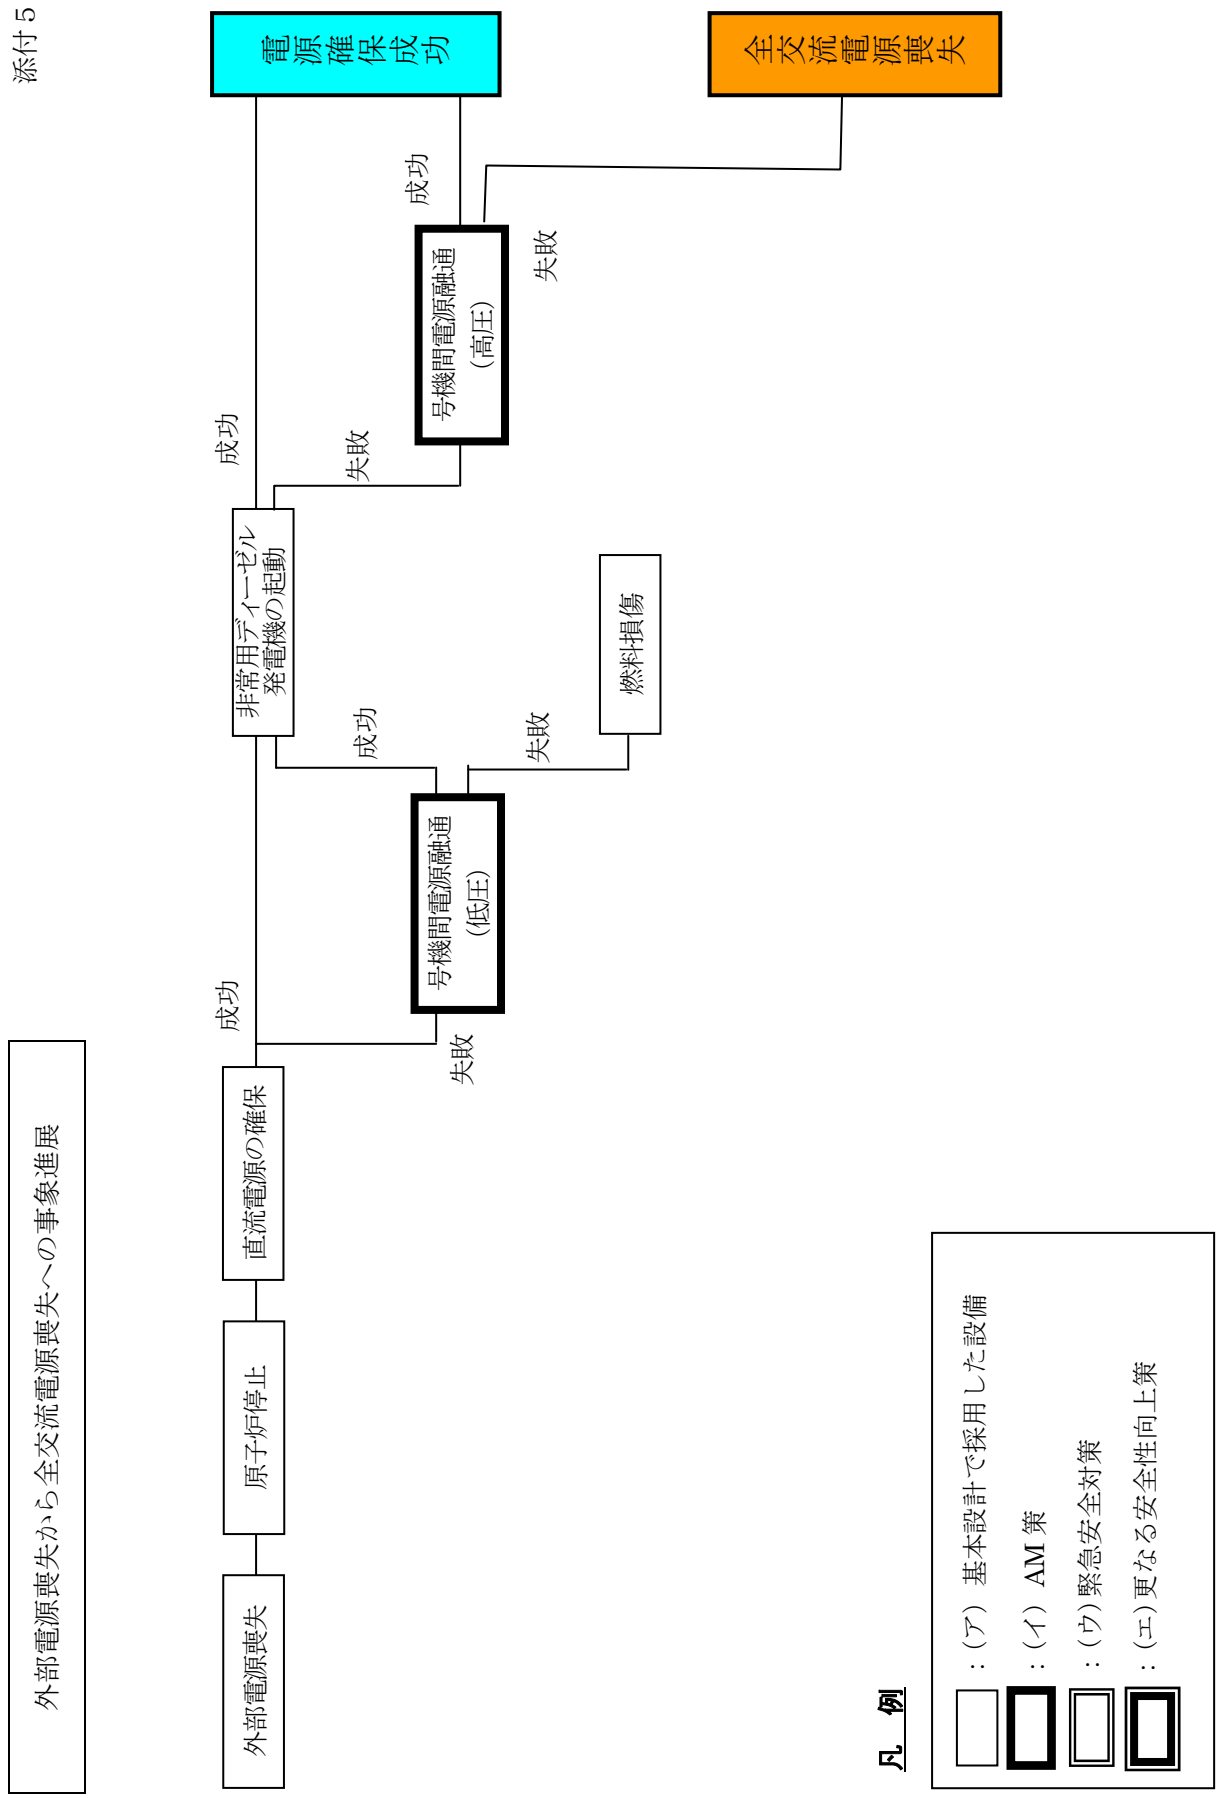 添付 5
外部電源喪失から全交流電源喪失への事象進展
外部電源喪失
原子炉停止
直流電源の確保
成功
失敗
号機間電源融通
(低圧)
成功
失敗
燃料損傷
非常用ディーゼル
発電機の起動
成功
失敗
号機間電源融通
(高圧)
成功
失敗
電源確保成功
全交流電源喪失
凡 例
:(ア) 基本設計で採用した設備
:(イ) AM 策
:(ウ)緊急安全対策
:(エ)更なる安全性向上策